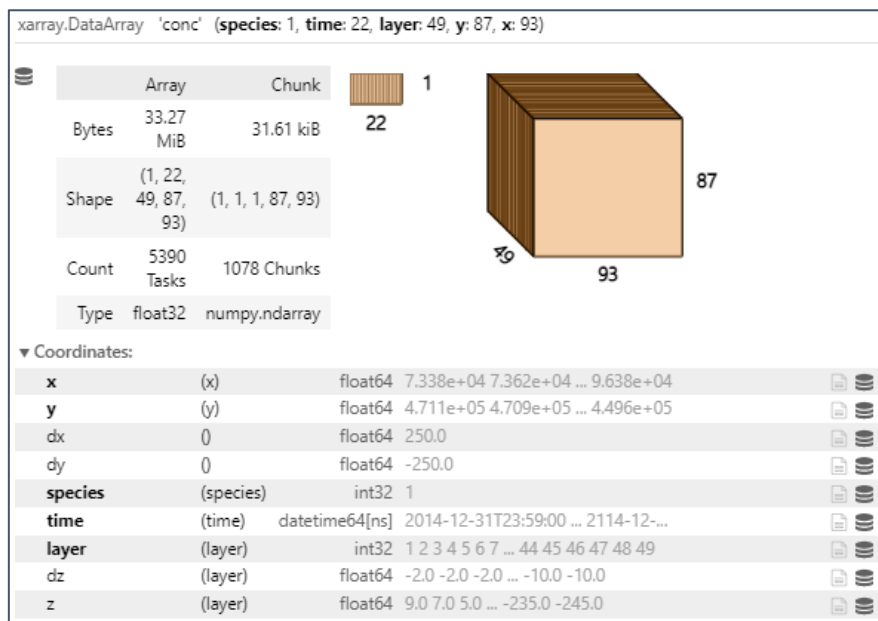 xarray.DataArray 'conc' (species: 1, time: 22, layer: 49, y: 87, x: 93)
Array Chunk
Bytes 33.27 MiB 31.61 kiB
Shape (1, 22, 49, 87, 93) (1, 1, 1, 87, 93)
Count 5390 Tasks 1078 Chunks
Type float32 numpy.ndarray
1
22
87
49
93
▼ Coordinates:
x (x) float64 7.338e+04 7.362e+04 ... 9.638e+04
y (y) float64 4.711e+05 4.709e+05 ... 4.496e+05
dx () float64 250.0
dy () float64 -250.0
species (species) int32 1
time (time) datetime64[ns] 2014-12-31T23:59:00 ... 2114-12-...
layer (layer) int32 1 2 3 4 5 6 7 ... 44 45 46 47 48 49
dz (layer) float64 -2.0 -2.0 -2.0 ... -10.0 -10.0
z (layer) float64 9.0 7.0 5.0 ... -235.0 -245.0